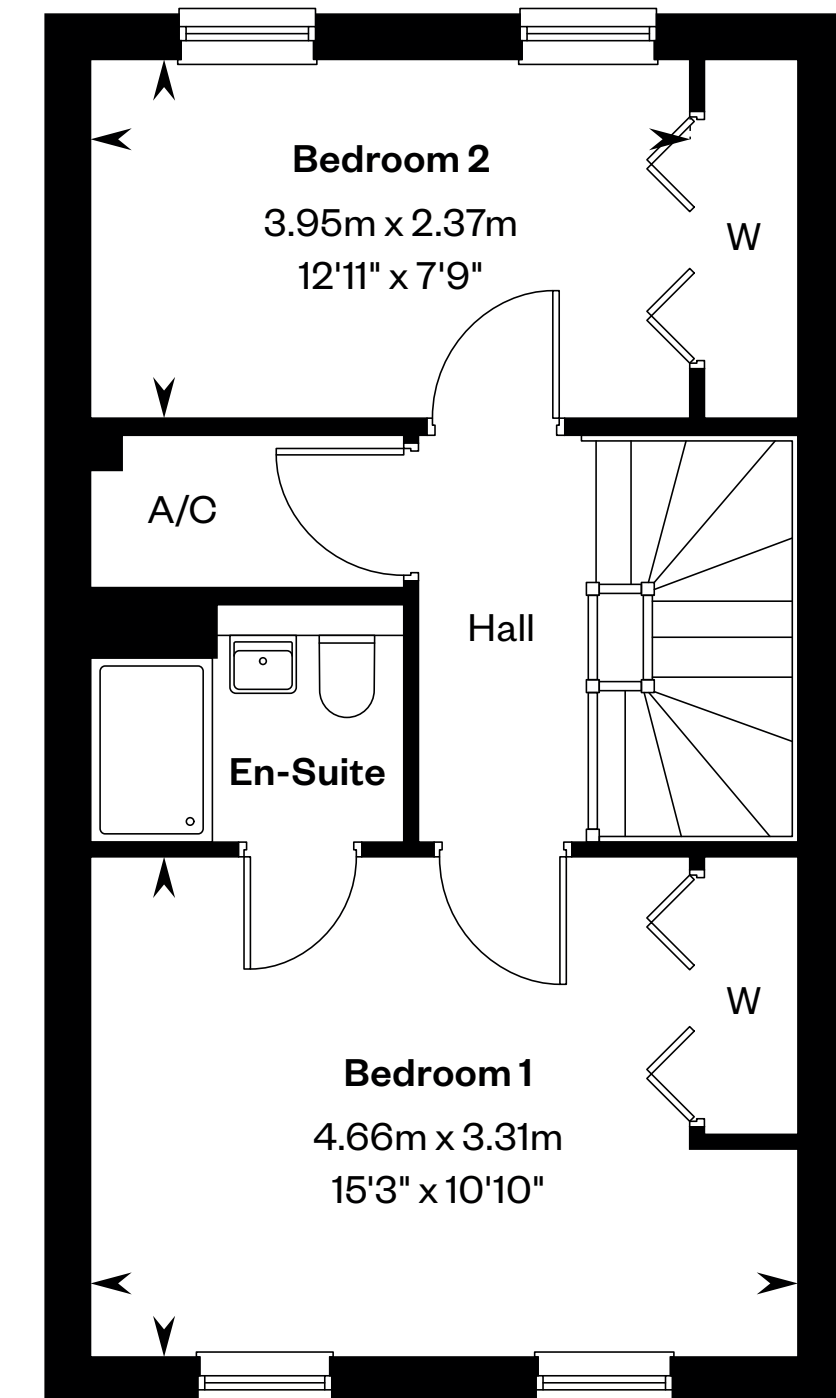 Bedroom 2
3.95m x 2.37m
12'11" x 7'9"
W
A/C
Hall
En-Suite
W
Bedroom 1
4.66m x 3.31m
15'3" x 10'10"